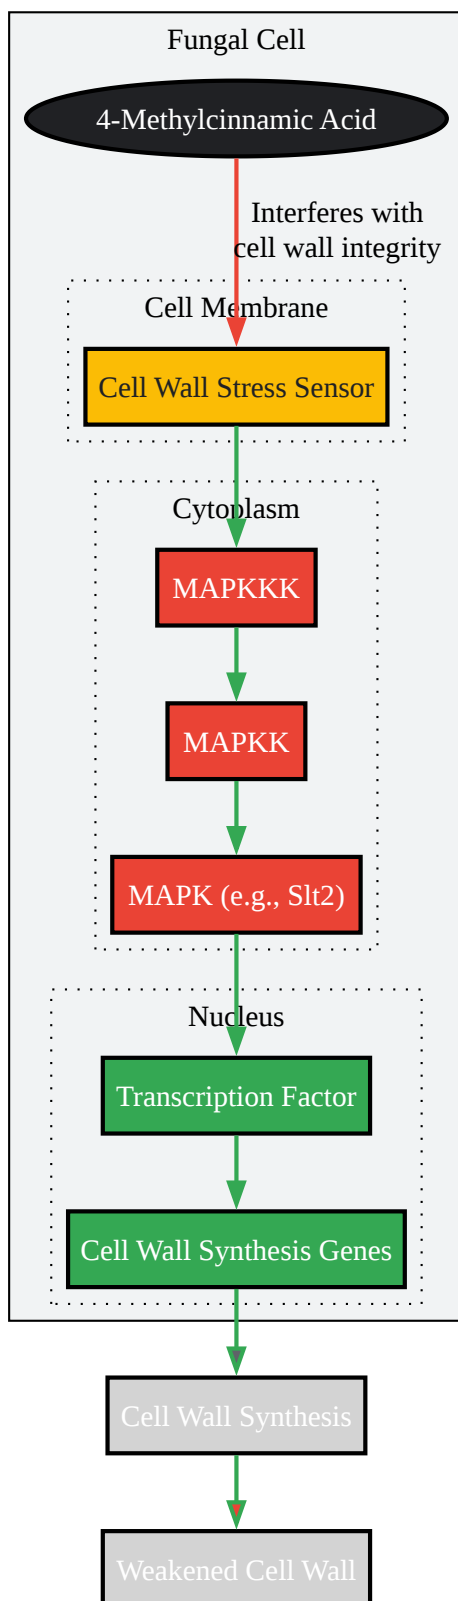 Fungal Cell
4-Methylcinnamic Acid
Interferes with
cell wall integrity
Cell Membrane
Cell Wall Stress Sensor
Cytoplasm
MAPKKK
MAPKK
MAPK (e.g., Slt2)
Nucleus
Transcription Factor
Cell Wall Synthesis Genes
Cell Wall Synthesis
Weakened Cell Wall